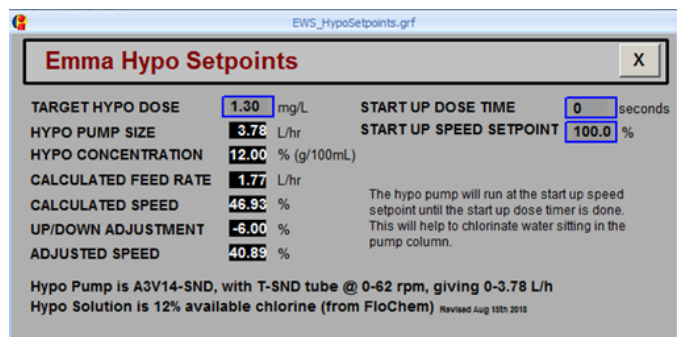 EWS_HypoSetpoints.grf
Emma Hypo Setpoints
X
TARGET HYPO DOSE 1.30 mg/L
HYPO PUMP SIZE 3.78 L/hr
HYPO CONCENTRATION 12.00 % (g/100mL)
CALCULATED FEED RATE 1.77 L/hr
CALCULATED SPEED 46.93 %
UP/DOWN ADJUSTMENT -6.00 %
ADJUSTED SPEED 40.89 %
START UP DOSE TIME 0 seconds
START UP SPEED SETPOINT 100.0 %
The hypo pump will run at the start up speed
setpoint until the start up dose timer is done.
This will help to chlorinate water sitting in the
pump column.
Hypo Pump is A3V14-SND, with T-SND tube @ 0-62 rpm, giving 0-3.78 L/h
Hypo Solution is 12% available chlorine (from FloChem) Revised Aug 15th 2018